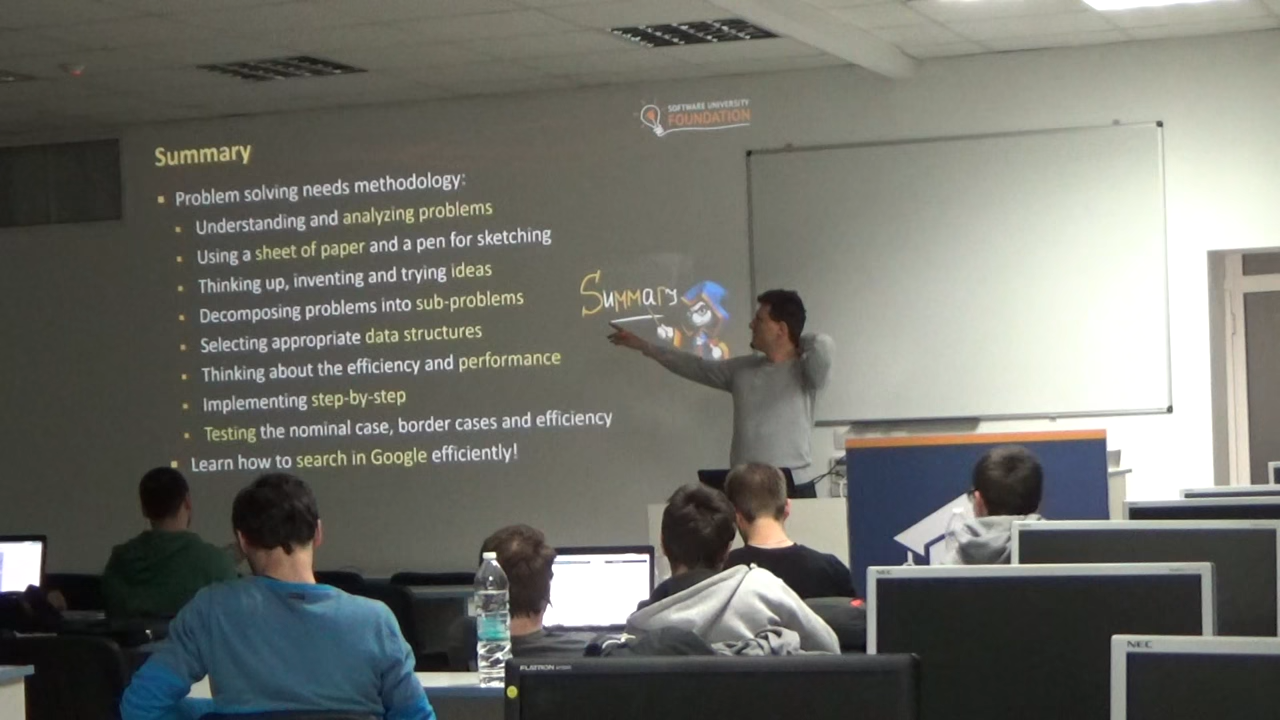 SOFTWARE UNIVERSITY
FOUNDATION
Summary
Problem solving needs methodology:
Understanding and analyzing problems
Using a sheet of paper and a pen for sketching
Thinking up, inventing and trying ideas
Decomposing problems into sub-problems
Selecting appropriate data structures
Thinking about the efficiency and performance
Implementing step-by-step
Testing the nominal case, border cases and efficiency
Learn how to search in Google efficiently!
Summary
NEC
NEC
FLATRON